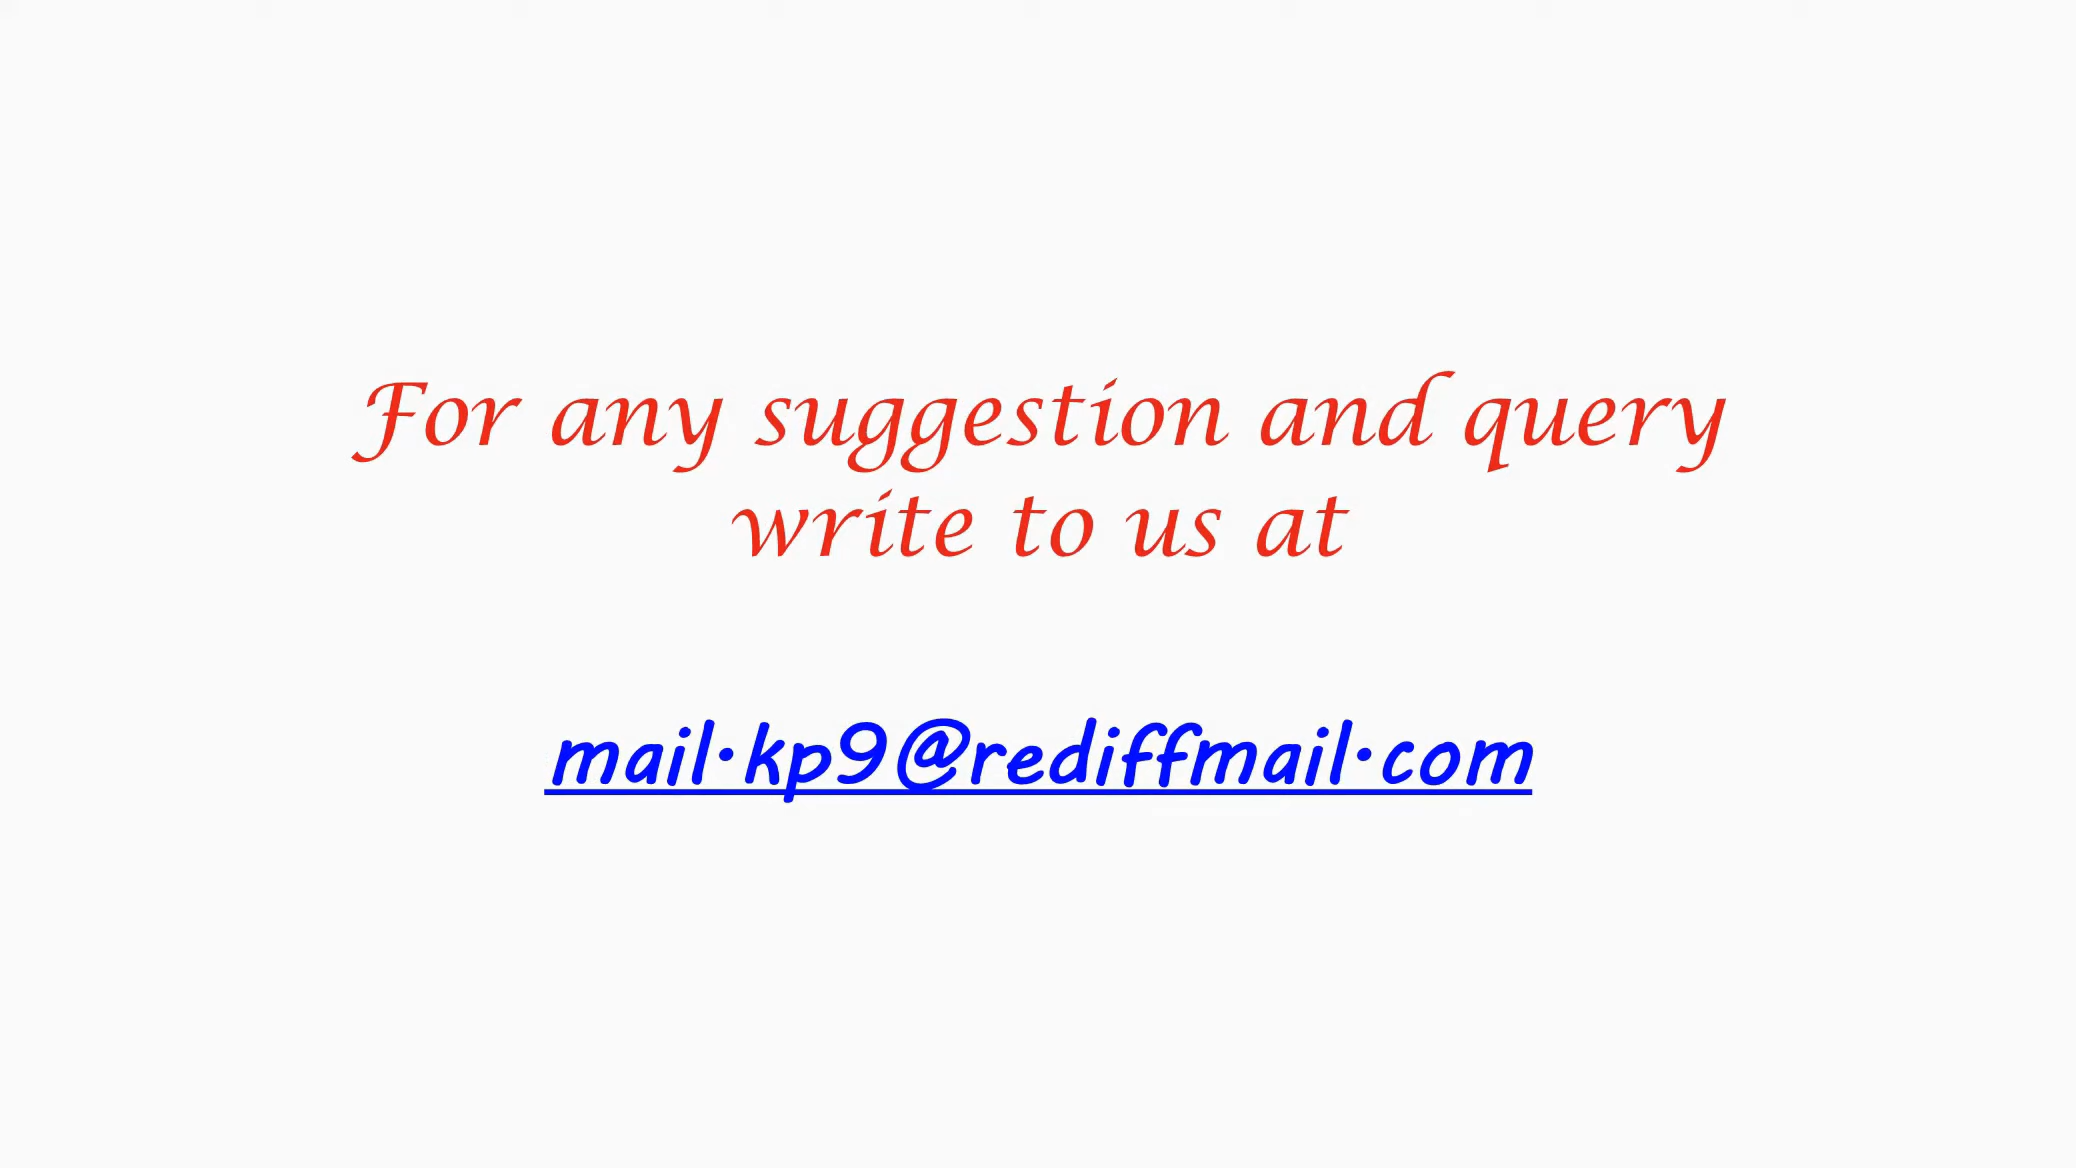 For any suggestion and query
write to us at
mail.kp9@rediffmail.com